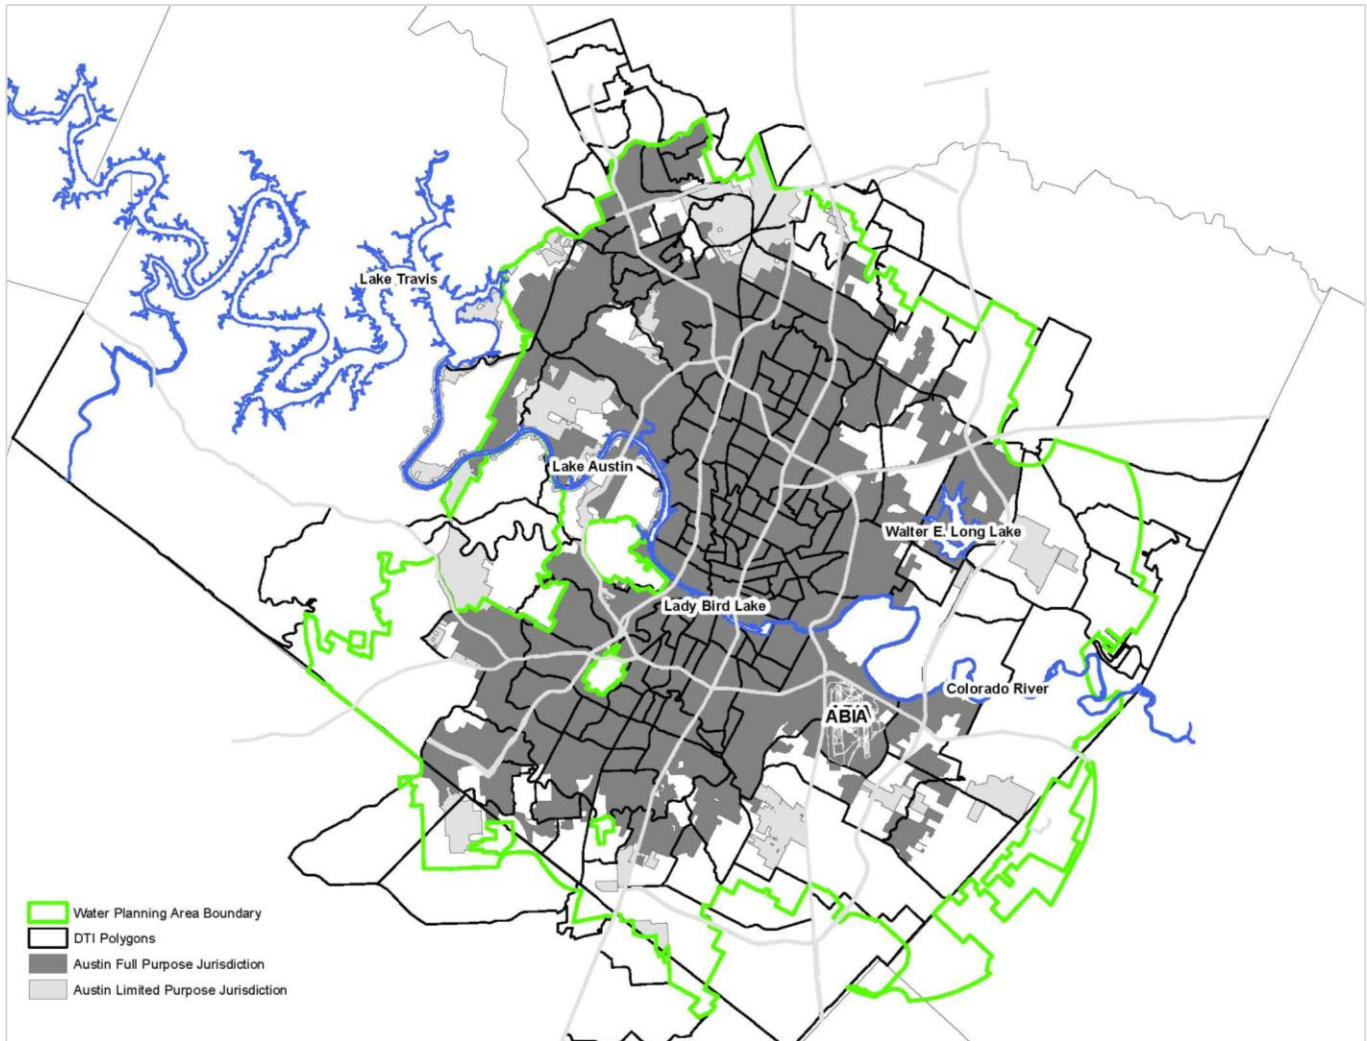 Lake Travis
Lake Austin
Walter E. Long Lake
Lady Bird Lake
Colorado River
ABIA
Water Planning Area Boundary
DTI Polygons
Austin Full Purpose Jurisdiction
Austin Limited Purpose Jurisdiction